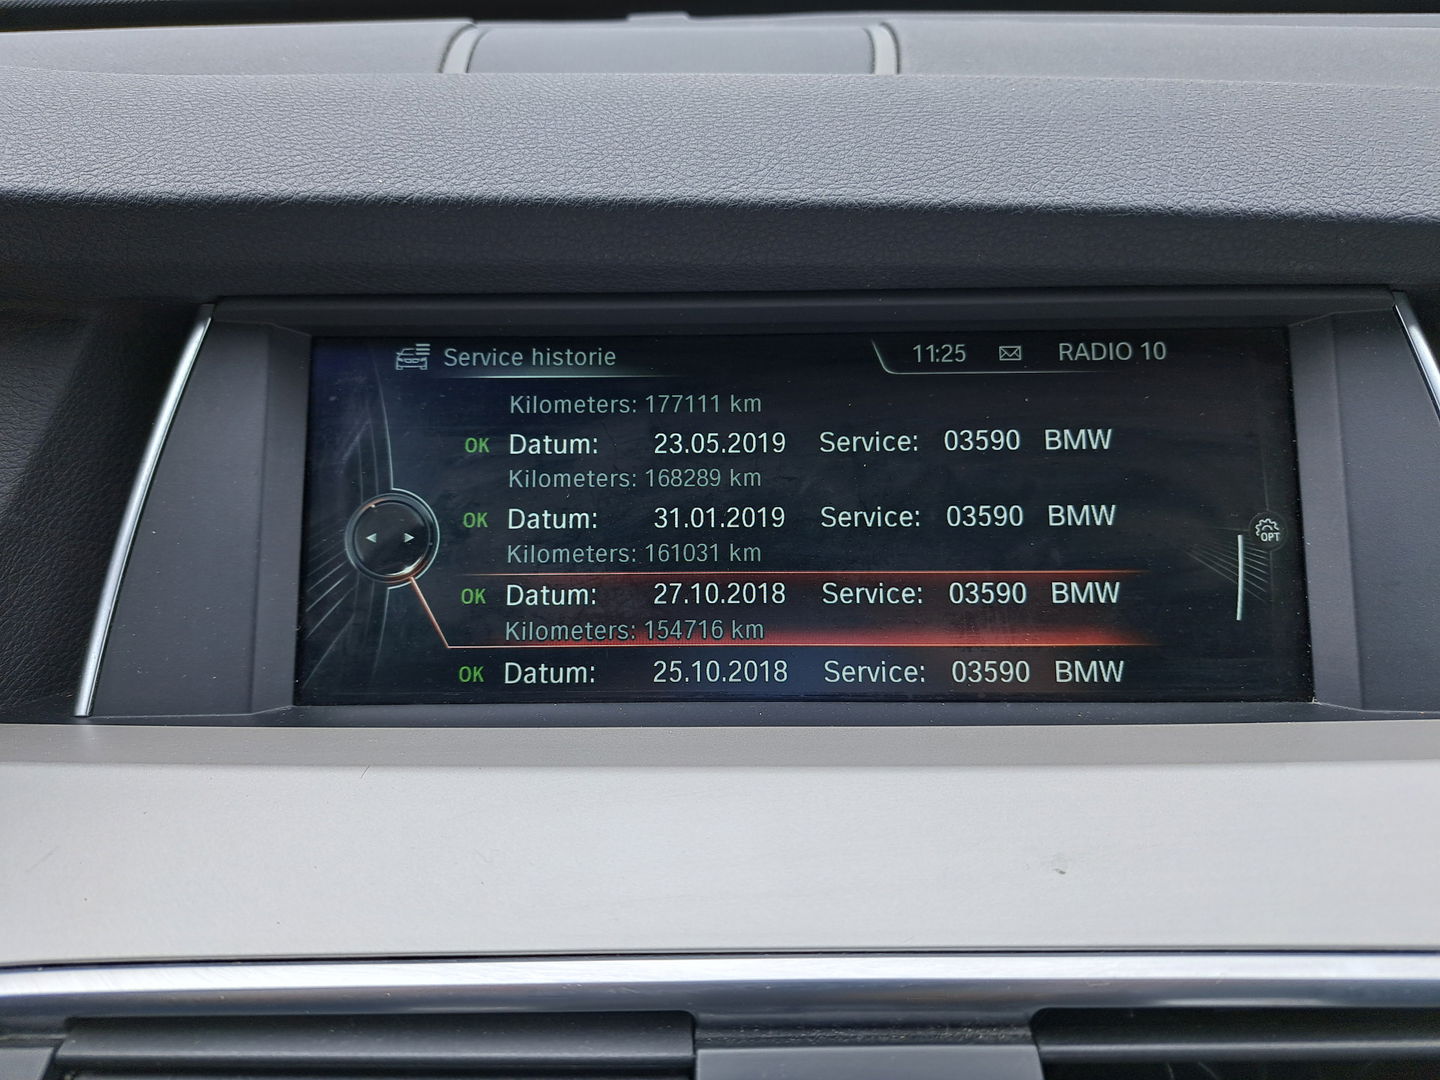 Service historie 11:25 RADIO 10
Kilometers: 177111 km
OK Datum: 23.05.2019 Service: 03590 BMW
Kilometers: 168289 km
OK Datum: 31.01.2019 Service: 03590 BMW
Kilometers: 161031 km
OPT
OK Datum: 27.10.2018 Service: 03590 BMW
Kilometers: 154716 km
OK Datum: 25.10.2018 Service: 03590 BMW